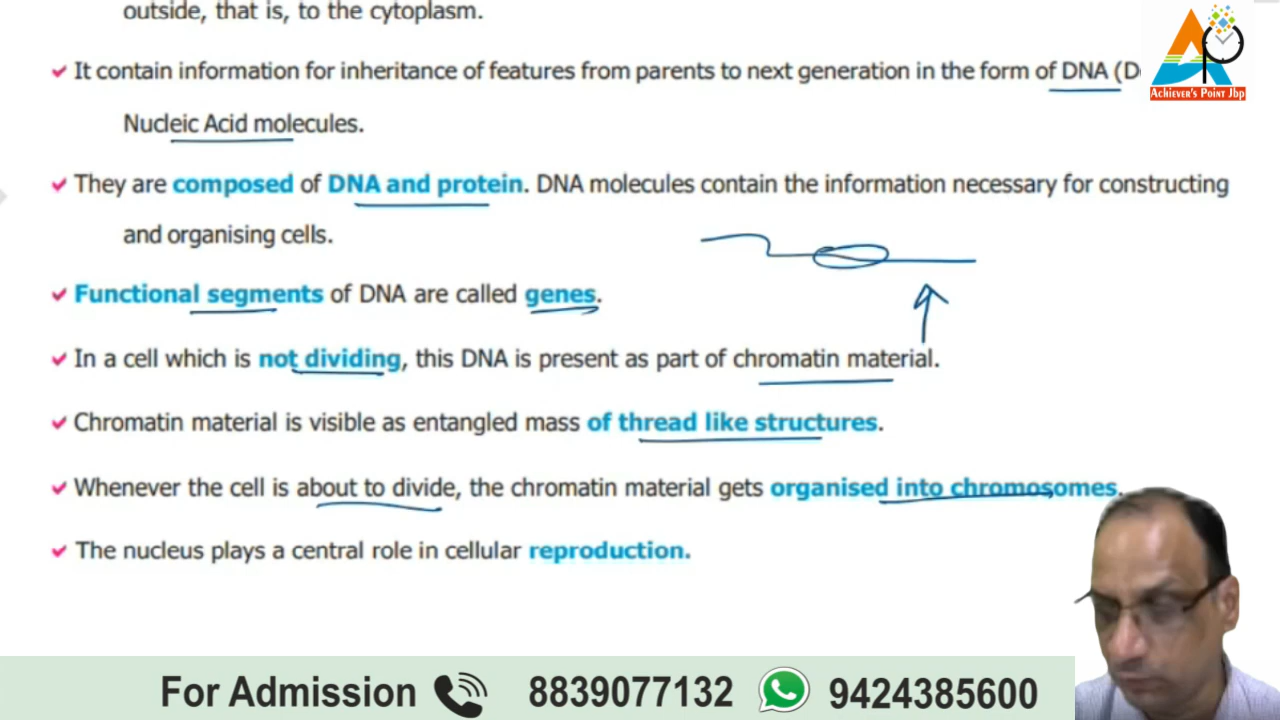 outside, that is, to the cytoplasm.
It contain information for inheritance of features from parents to next generation in the form of DNA (D
Nucleic Acid molecules.
They are composed of DNA and protein. DNA molecules contain the information necessary for constructing
and organising cells.
Functional segments of DNA are called genes.
In a cell which is not dividing, this DNA is present as part of chromatin material.
Chromatin material is visible as entangled mass of thread like structures.
Whenever the cell is about to divide, the chromatin material gets organised into chromosomes.
The nucleus plays a central role in cellular reproduction.
ACHIEVER'S POINT JBP
For Admission 8839077132 9424385600